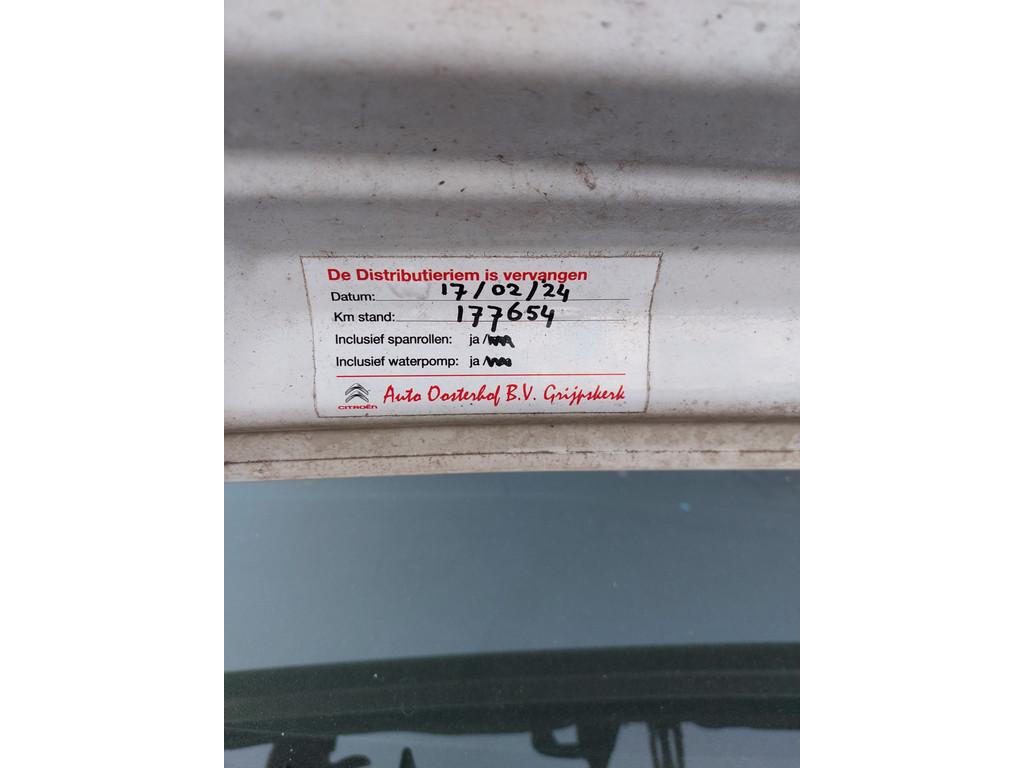 De Distributieriem is vervangen
Datum: 17/02/24
Km stand: 177654
Inclusief spanrollen: ja /
Inclusief waterpomp: ja /
CITROËN Auto Oosterhof B.V. Grijpskerk